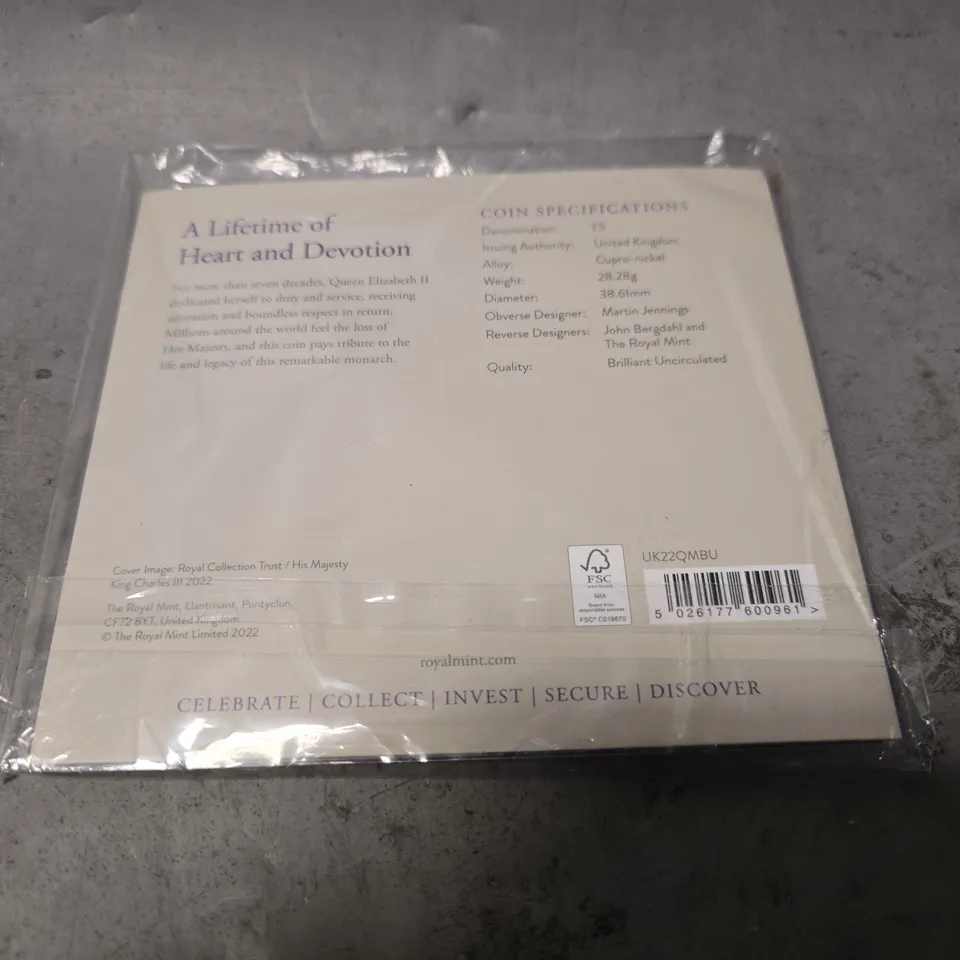 A Lifetime of
Heart and Devotion
For more than seven decades, Queen Elizabeth II
dedicated herself to duty and service, receiving
admiration and boundless respect in return.
Millions around the world feel the loss of
Her Majesty, and this coin pays tribute to the
life and legacy of this remarkable monarch.
COIN SPECIFICATIONS
Denomination: £5
Issuing Authority: United Kingdom
Alloy: Cupro-nickel
Weight: 28.28g
Diameter: 38.61mm
Obverse Designer: Martin Jennings
Reverse Designers: John Bergdahl and
The Royal Mint
Quality: Brilliant Uncirculated
Cover Image: Royal Collection Trust / His Majesty
King Charles III 2022
The Royal Mint, Llantrisant, Pontyclun,
CF72 8YT, United Kingdom
© The Royal Mint Limited 2022
FSC
MIX
Board from
responsible sources
FSC® C018670
UK22QMBU
5 026177 600961 >
royalmint.com
CELEBRATE | COLLECT | INVEST | SECURE | DISCOVER